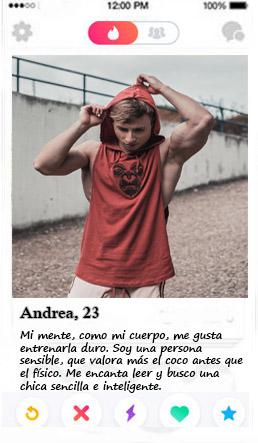 12:00 PM
100%
Andrea, 23
Mi mente, como mi cuerpo, me gusta
entrenarla duro. Soy una persona
sensible, que valora más el coco antes que
el físico. Me encanta leer y busco una
chica sencilla e inteligente.